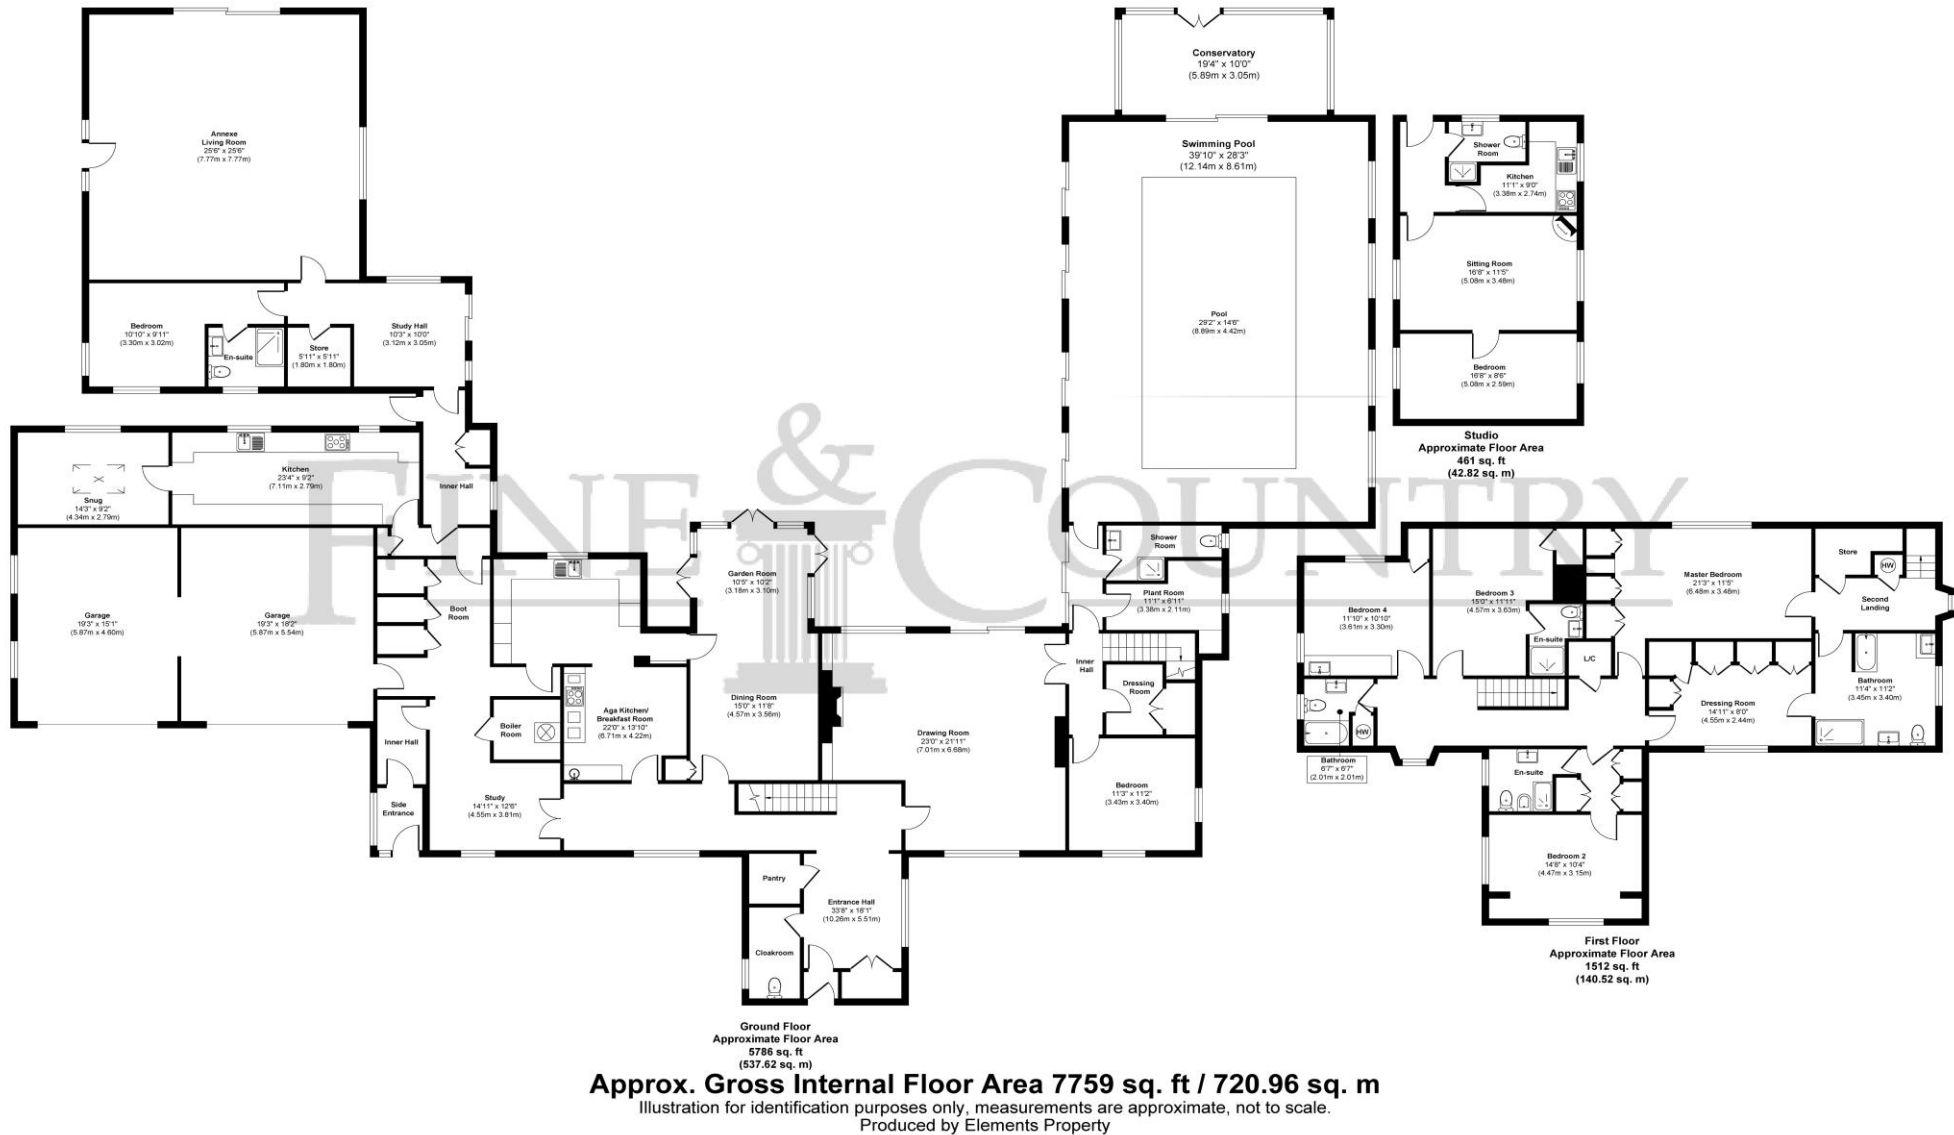 Annexe
Living Room
25'6" x 25'6"
(7.77m x 7.77m)
Bedroom
10'10" x 9'11"
(3.30m x 3.02m)
En-suite
Store
5'11" x 5'11"
(1.80m x 1.80m)
Study Hall
10'3" x 10'0"
(3.12m x 3.05m)
Snug
14'3" x 9'2"
(4.34m x 2.79m)
Kitchen
23'4" x 9'2"
(7.11m x 2.79m)
Inner Hall
Garage
19'3" x 15'1"
(5.87m x 4.60m)
Garage
19'3" x 18'2"
(5.87m x 5.54m)
Boot
Room
Inner Hall
Side
Entrance
Boiler
Room
Study
14'11" x 12'6"
(4.55m x 3.81m)
Aga Kitchen/
Breakfast Room
22'0" x 13'10"
(6.71m x 4.22m)
Garden Room
10'5" x 10'2"
(3.18m x 3.10m)
Dining Room
15'0" x 11'8"
(4.57m x 3.56m)
Drawing Room
23'0" x 21'11"
(7.01m x 6.68m)
Pantry
Cloakroom
Entrance Hall
33'8" x 18'1"
(10.26m x 5.51m)
Conservatory
19'4" x 10'0"
(5.89m x 3.05m)
Swimming Pool
39'10" x 28'3"
(12.14m x 8.61m)
Pool
29'2" x 14'6"
(8.89m x 4.42m)
Shower
Room
Plant Room
11'1" x 6'11"
(3.38m x 2.11m)
Inner
Hall
Dressing
Room
Bedroom
11'3" x 11'2"
(3.43m x 3.40m)
Ground Floor
Approximate Floor Area
5786 sq. ft
(537.62 sq. m)
Shower
Room
Kitchen
11'1" x 9'0"
(3.38m x 2.74m)
Sitting Room
16'8" x 11'5"
(5.08m x 3.48m)
Bedroom
16'8" x 8'6"
(5.08m x 2.59m)
Studio
Approximate Floor Area
461 sq. ft
(42.82 sq. m)
Bedroom 4
11'10" x 10'10"
(3.61m x 3.30m)
Bedroom 3
15'0" x 11'11"
(4.57m x 3.63m)
En-suite
L/C
Master Bedroom
21'3" x 11'5"
(6.48m x 3.48m)
Store
HW
Second
Landing
Bathroom
11'4" x 11'2"
(3.45m x 3.40m)
Dressing Room
14'11" x 8'0"
(4.55m x 2.44m)
HW
Bathroom
6'7" x 6'7"
(2.01m x 2.01m)
En-suite
Bedroom 2
14'8" x 10'4"
(4.47m x 3.15m)
First Floor
Approximate Floor Area
1512 sq. ft
(140.52 sq. m)
FINE & COUNTRY
Approx. Gross Internal Floor Area 7759 sq. ft / 720.96 sq. m
Illustration for identification purposes only, measurements are approximate, not to scale.
Produced by Elements Property